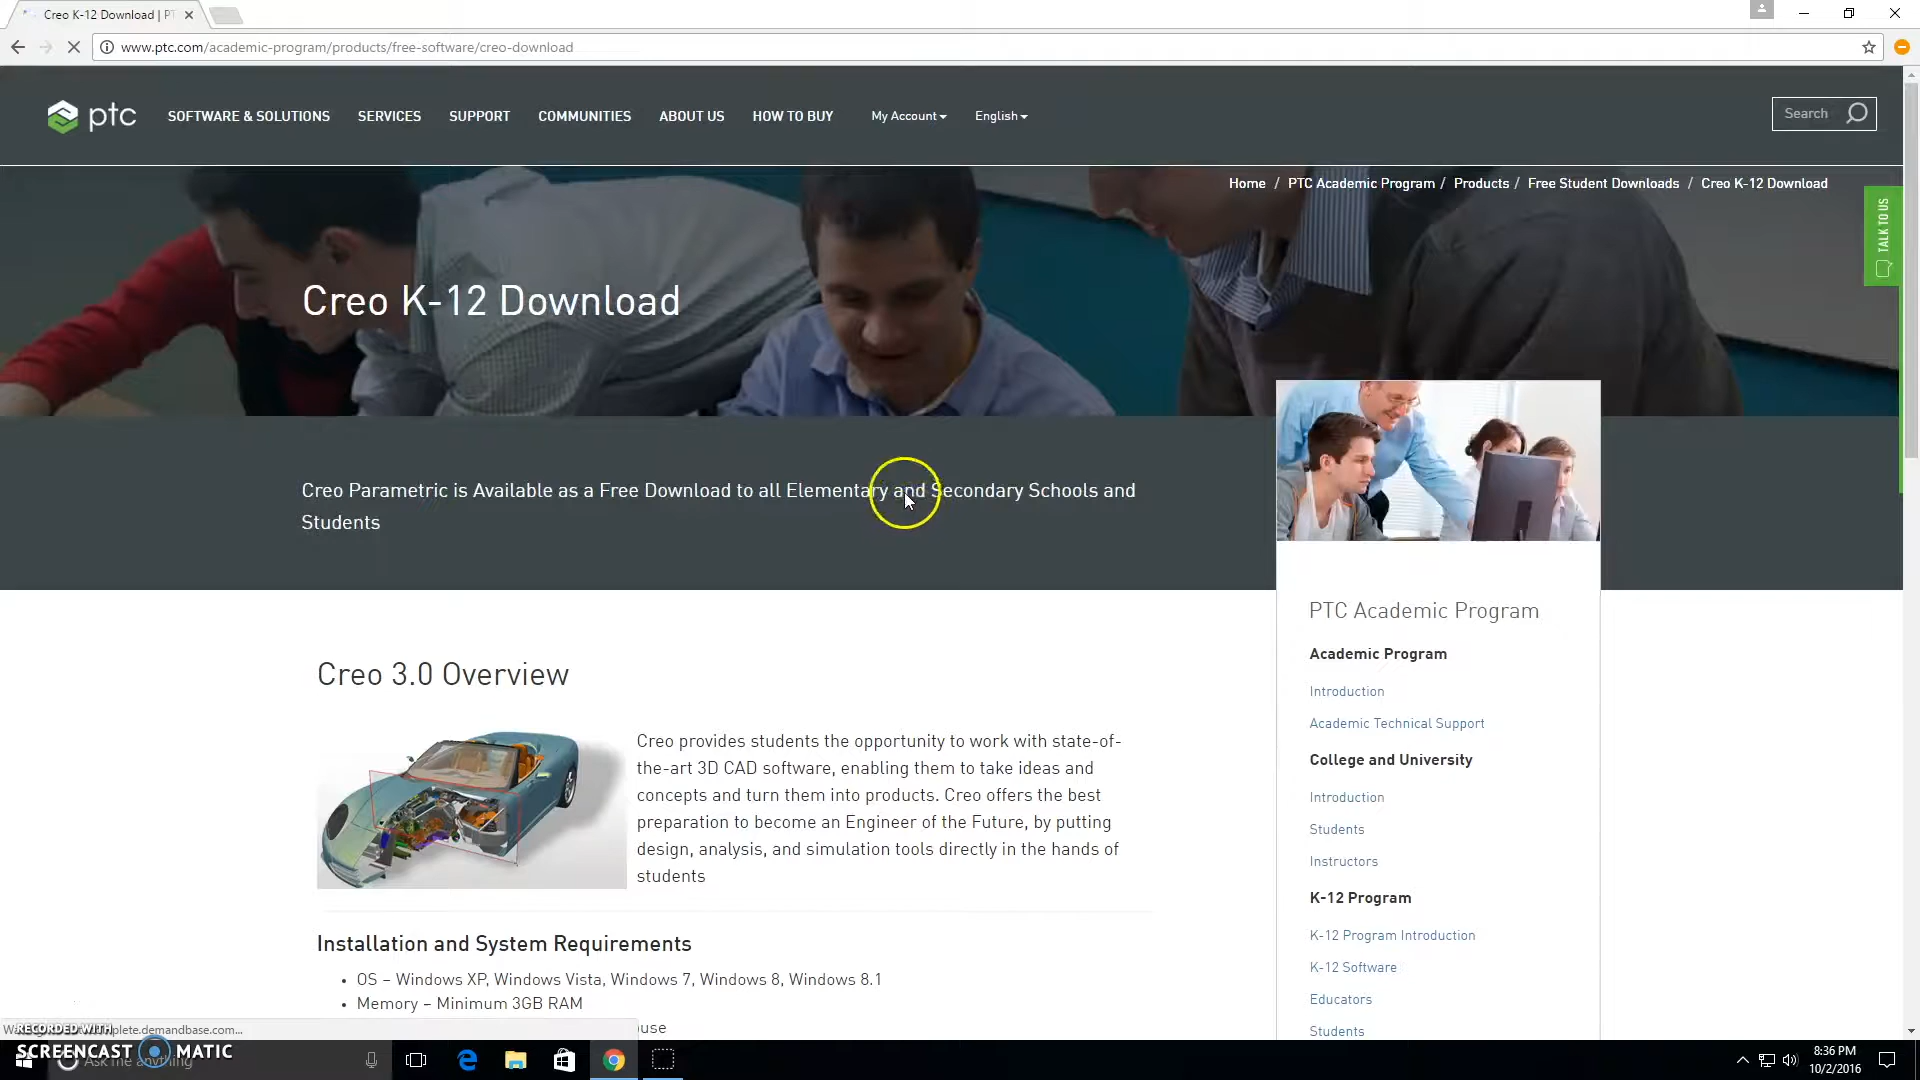 Creo K-12 Download | PT
www.ptc.com/academic-program/products/free-software/creo-download
ptc
SOFTWARE & SOLUTIONS
SERVICES
SUPPORT
COMMUNITIES
ABOUT US
HOW TO BUY
My Account
English
Search
Home / PTC Academic Program / Products / Free Student Downloads / Creo K-12 Download
TALK TO US
Creo K-12 Download
Creo Parametric is Available as a Free Download to all Elementary and Secondary Schools and
Students
Creo 3.0 Overview
Creo provides students the opportunity to work with state-of-
the-art 3D CAD software, enabling them to take ideas and
concepts and turn them into products. Creo offers the best
preparation to become an Engineer of the Future, by putting
design, analysis, and simulation tools directly in the hands of
students
Installation and System Requirements
• OS – Windows XP, Windows Vista, Windows 7, Windows 8, Windows 8.1
• Memory – Minimum 3GB RAM
PTC Academic Program
Academic Program
Introduction
Academic Technical Support
College and University
Introduction
Students
Instructors
K-12 Program
K-12 Program Introduction
K-12 Software
Educators
Students
RECORDED WITH
SCREENCAST MATIC
Ask me anything
8:36 PM
10/2/2016